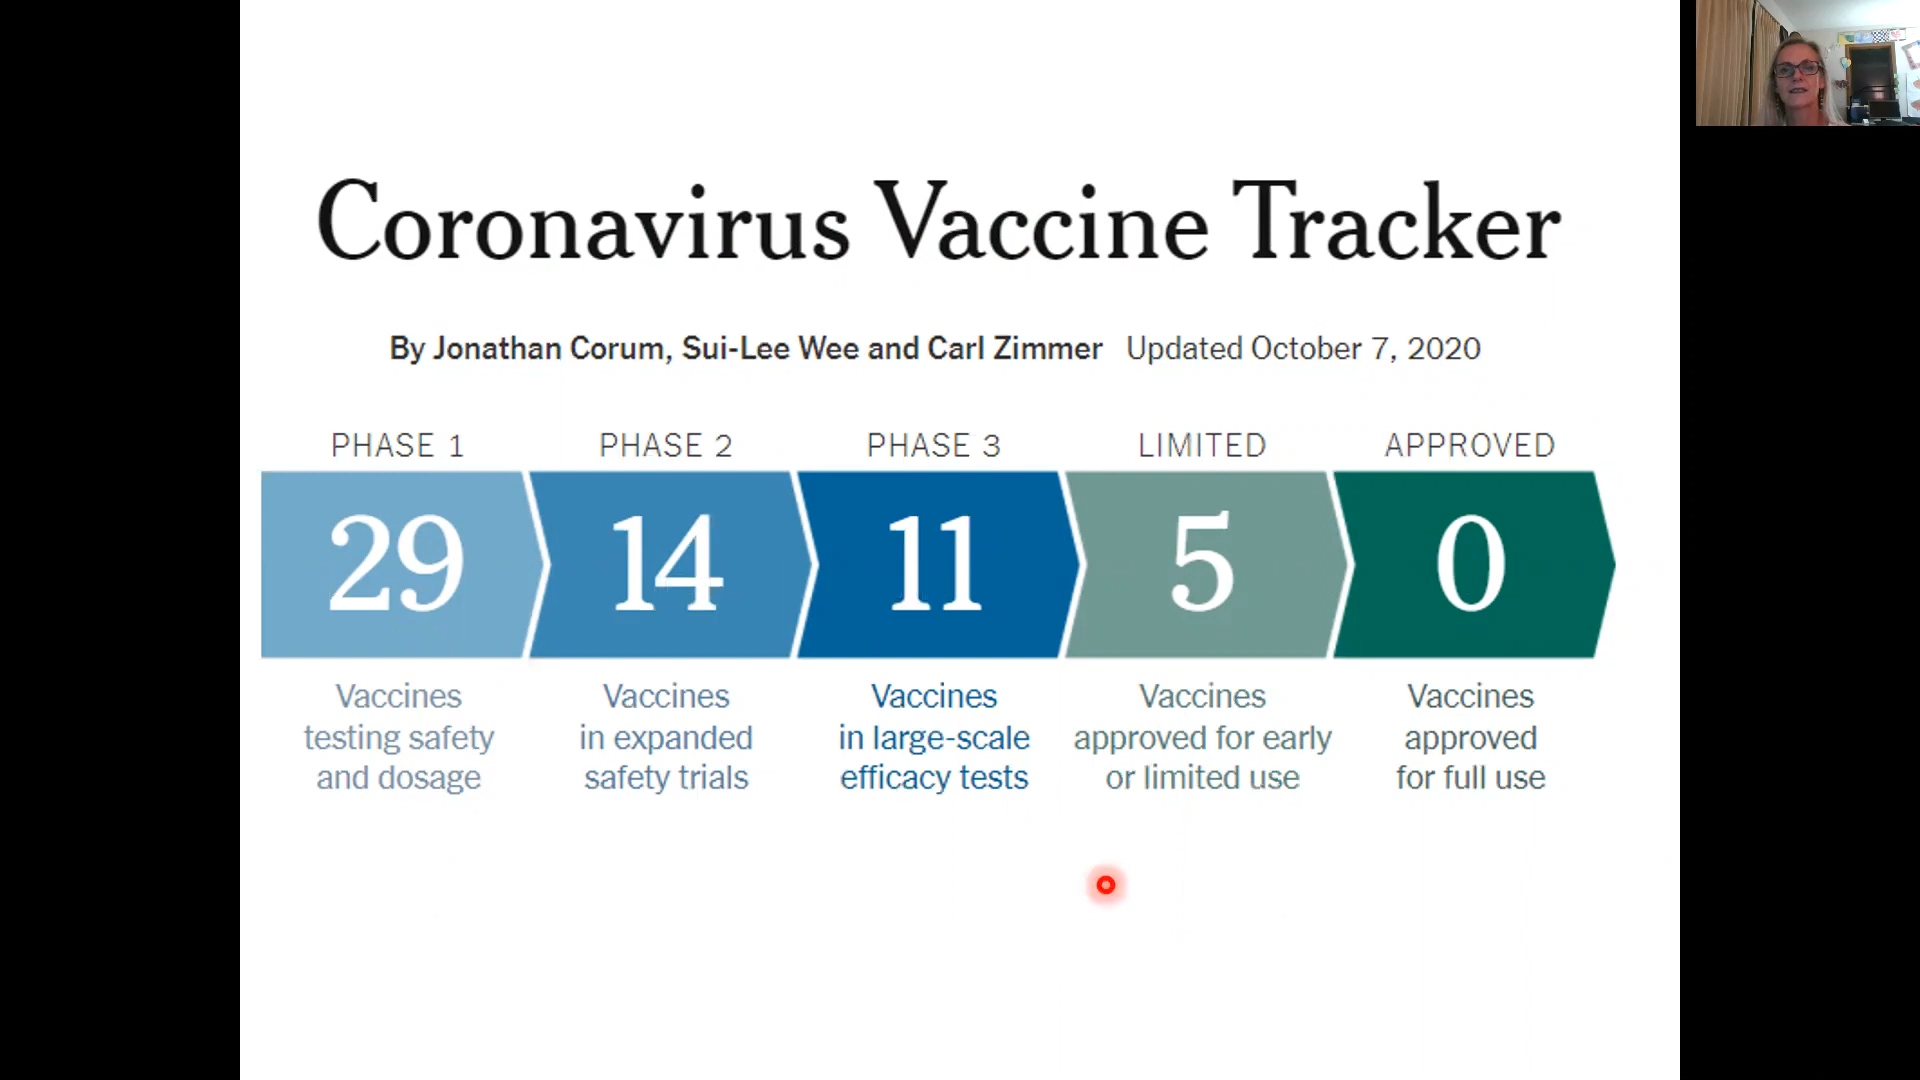 Coronavirus Vaccine Tracker
By Jonathan Corum, Sui-Lee Wee and Carl Zimmer Updated October 7, 2020
PHASE 1
29
Vaccines
testing safety
and dosage
PHASE 2
14
Vaccines
in expanded
safety trials
PHASE 3
11
Vaccines
in large-scale
efficacy tests
LIMITED
5
Vaccines
approved for early
or limited use
APPROVED
0
Vaccines
approved
for full use